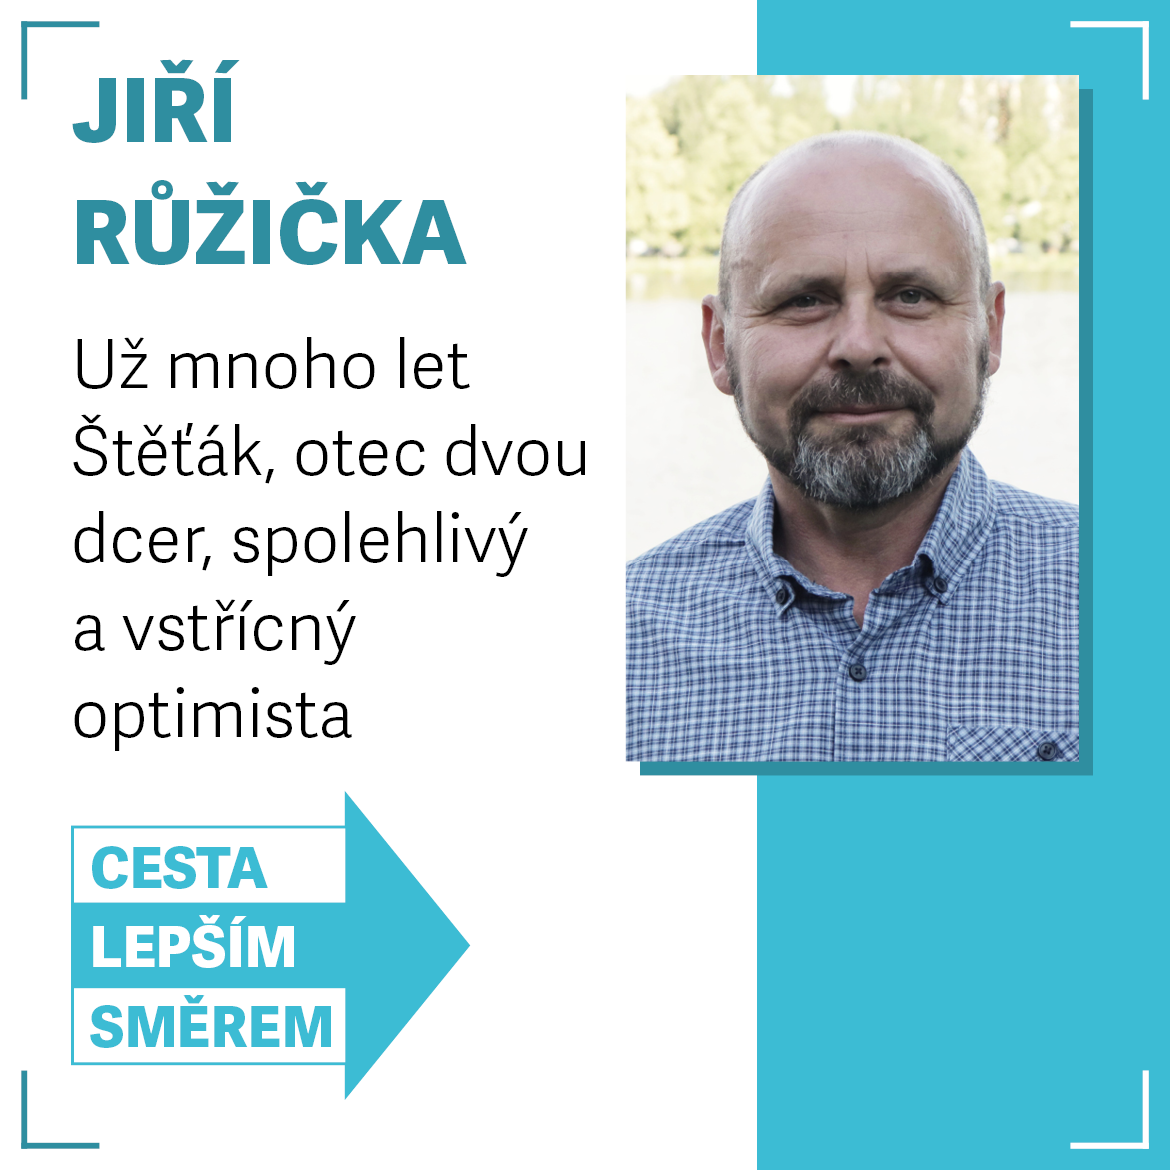 JIŘÍ
RŮŽIČKA
Už mnoho let
Štěťák, otec dvou
dcer, spolehlivý
a vstřícný
optimista
CESTA
LEPŠÍM
SMĚREM